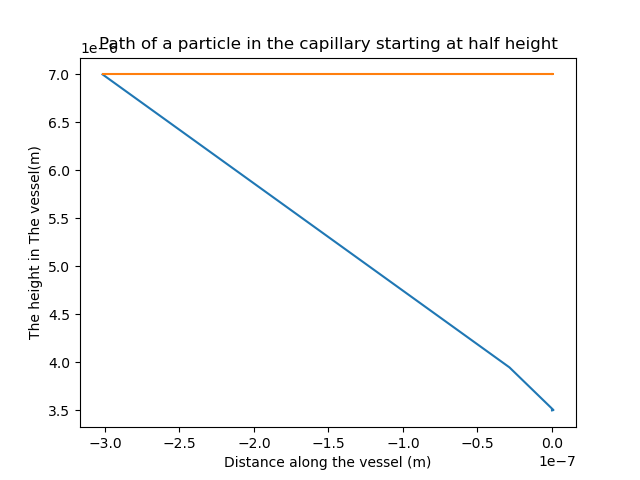 Path of a particle in the capillary starting at half height
1e−6
7.0
6.5
6.0
5.5
5.0
4.5
4.0
3.5
The height in The vessel(m)
−3.0 −2.5 −2.0 −1.5 −1.0 −0.5 0.0
1e−7
Distance along the vessel (m)